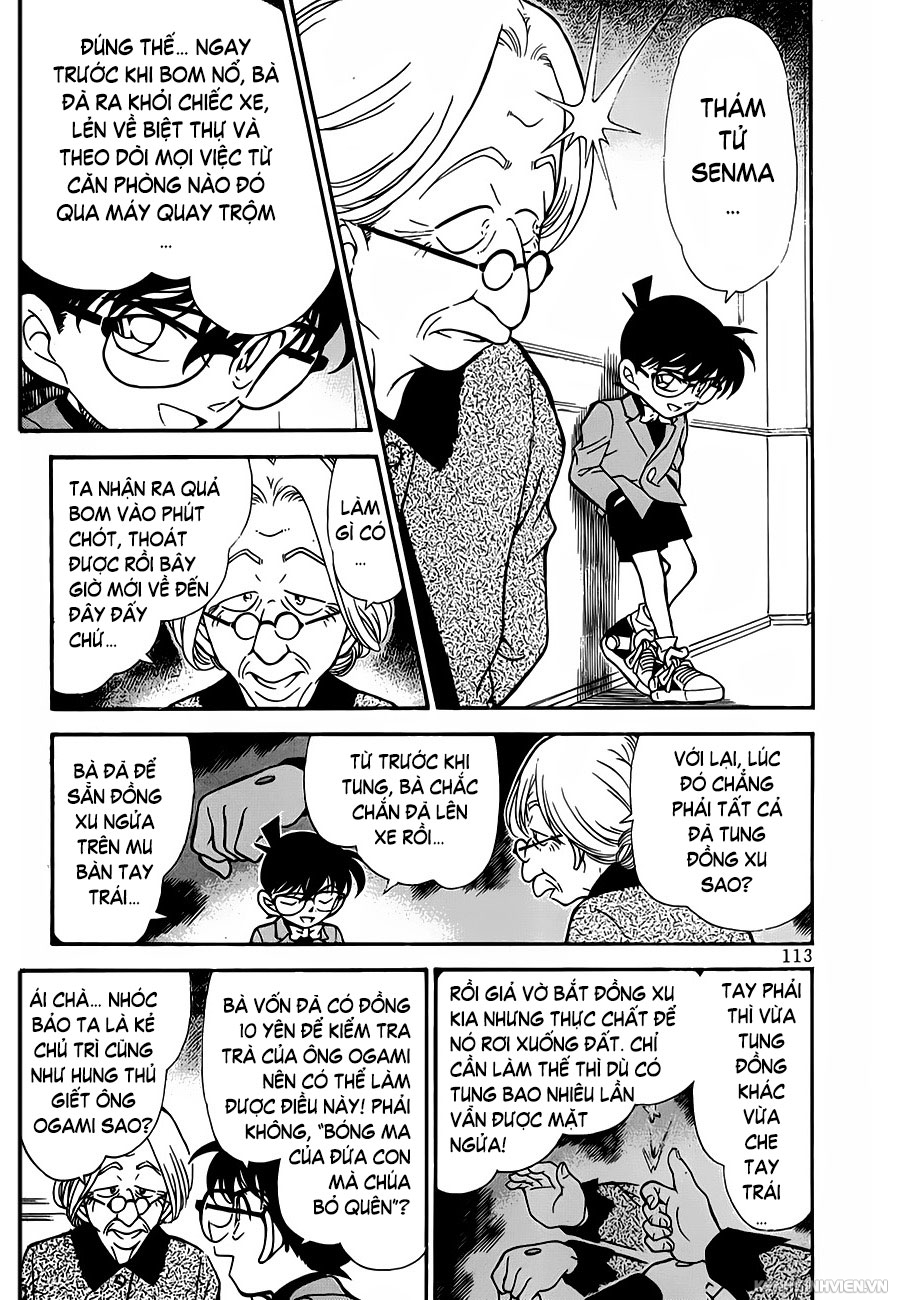 THÁM
TỬ
SENMA
...
ĐÚNG THẾ... NGAY
TRƯỚC KHI BOM NỔ, BÀ
ĐÃ RA KHỎI CHIẾC XE,
LẺN VỀ BIỆT THỰ VÀ
THEO DÕI MỌI VIỆC TỪ
CĂN PHÒNG NÀO ĐÓ
QUA MÁY QUAY TRỘM
...
LÀM
GÌ CÓ
...
TA NHẬN RA QUẢ
BOM VÀO PHÚT
CHÓT, THOÁT
ĐƯỢC RỒI BÂY
GIỜ MỚI VỀ ĐẾN
ĐÂY ĐẤY
CHỨ...
VỚI LẠI, LÚC
ĐÓ CHẲNG
PHẢI TẤT CẢ
ĐÃ TUNG
ĐỒNG XU
SAO?
TỪ TRƯỚC KHI
TUNG, BÀ CHẮC
CHẮN ĐÃ LÊN
XE RỒI...
BÀ ĐÃ ĐỂ
SẴN ĐỒNG
XU NGỬA
TRÊN MU
BÀN TAY
TRÁI...
113
TAY PHẢI
THÌ VỪA
TUNG
ĐỒNG
KHÁC
VỪA
CHE
TAY
TRÁI
...
RỒI GIẢ VỜ BẮT ĐỒNG XU
KIA NHƯNG THỰC CHẤT ĐỂ
NÓ RƠI XUỐNG ĐẤT. CHỈ
CẦN LÀM THẾ THÌ DÙ CÓ
TUNG BAO NHIÊU LẦN
VẪN ĐƯỢC MẶT
NGỬA!
BÀ VỐN ĐÃ CÓ ĐỒNG
10 YÊN ĐỂ KIỂM TRA
TRÀ CỦA ÔNG OGAMI
NÊN CÓ THỂ LÀM
ĐƯỢC ĐIỀU NÀY! PHẢI
KHÔNG, "BÓNG MA
CỦA ĐỨA CON
MÀ CHÚA
BỎ QUÊN"?
ÁI CHÀ... NHÓC
BẢO TA LÀ KẺ
CHỦ TRÌ CŨNG
NHƯ HUNG THỦ
GIẾT ÔNG
OGAMI SAO?